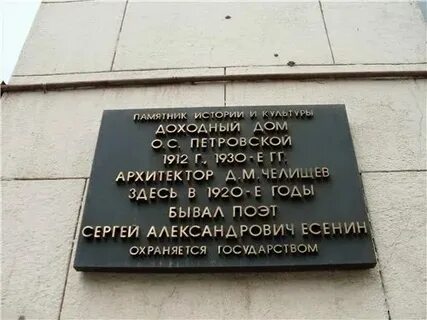 ПАМЯТНИК ИСТОРИИ И КУЛЬТУРЫ
ДОХОДНЫЙ ДОМ
О.С. ПЕТРОВСКОЙ
1912 Г., 1930-Е ГГ.
АРХИТЕКТОР Д.М. ЧЕЛИЩЕВ
ЗДЕСЬ В 1920-Е ГОДЫ
БЫВАЛ ПОЭТ
СЕРГЕЙ АЛЕКСАНДРОВИЧ ЕСЕНИН
ОХРАНЯЕТСЯ ГОСУДАРСТВОМ